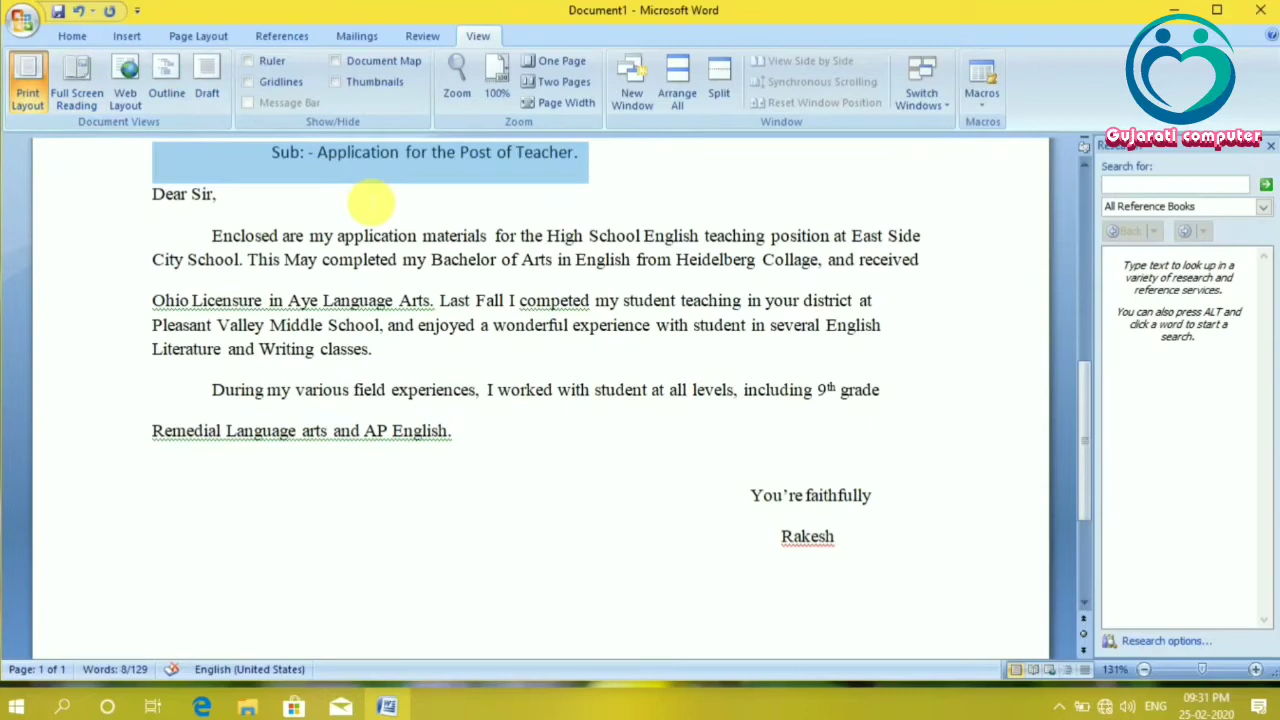 Document1 - Microsoft Word
Home Insert Page Layout References Mailings Review View
Print Layout
Full Screen Reading
Web Layout
Outline
Draft
Document Views
Ruler
Gridlines
Message Bar
Document Map
Thumbnails
Show/Hide
Zoom
100%
One Page
Two Pages
Page Width
Zoom
New Window
Arrange All
Split
View Side by Side
Synchronous Scrolling
Reset Window Position
Window
Switch Windows
Macros
Macros
Gujarati computer
Sub: - Application for the Post of Teacher.
Dear Sir,
Enclosed are my application materials for the High School English teaching position at East Side
City School. This May completed my Bachelor of Arts in English from Heidelberg Collage, and received
Ohio Licensure in Aye Language Arts. Last Fall I competed my student teaching in your district at
Pleasant Valley Middle School, and enjoyed a wonderful experience with student in several English
Literature and Writing classes.
During my various field experiences, I worked with student at all levels, including 9th grade
Remedial Language arts and AP English.
You're faithfully
Rakesh
Search for:
All Reference Books
Back
Type text to look up in a
variety of research and
reference services.
You can also press ALT and
click a word to start a
search.
Research options...
Page: 1 of 1 Words: 8/129 English (United States) 131%
ENG
09:31 PM
25-02-2020